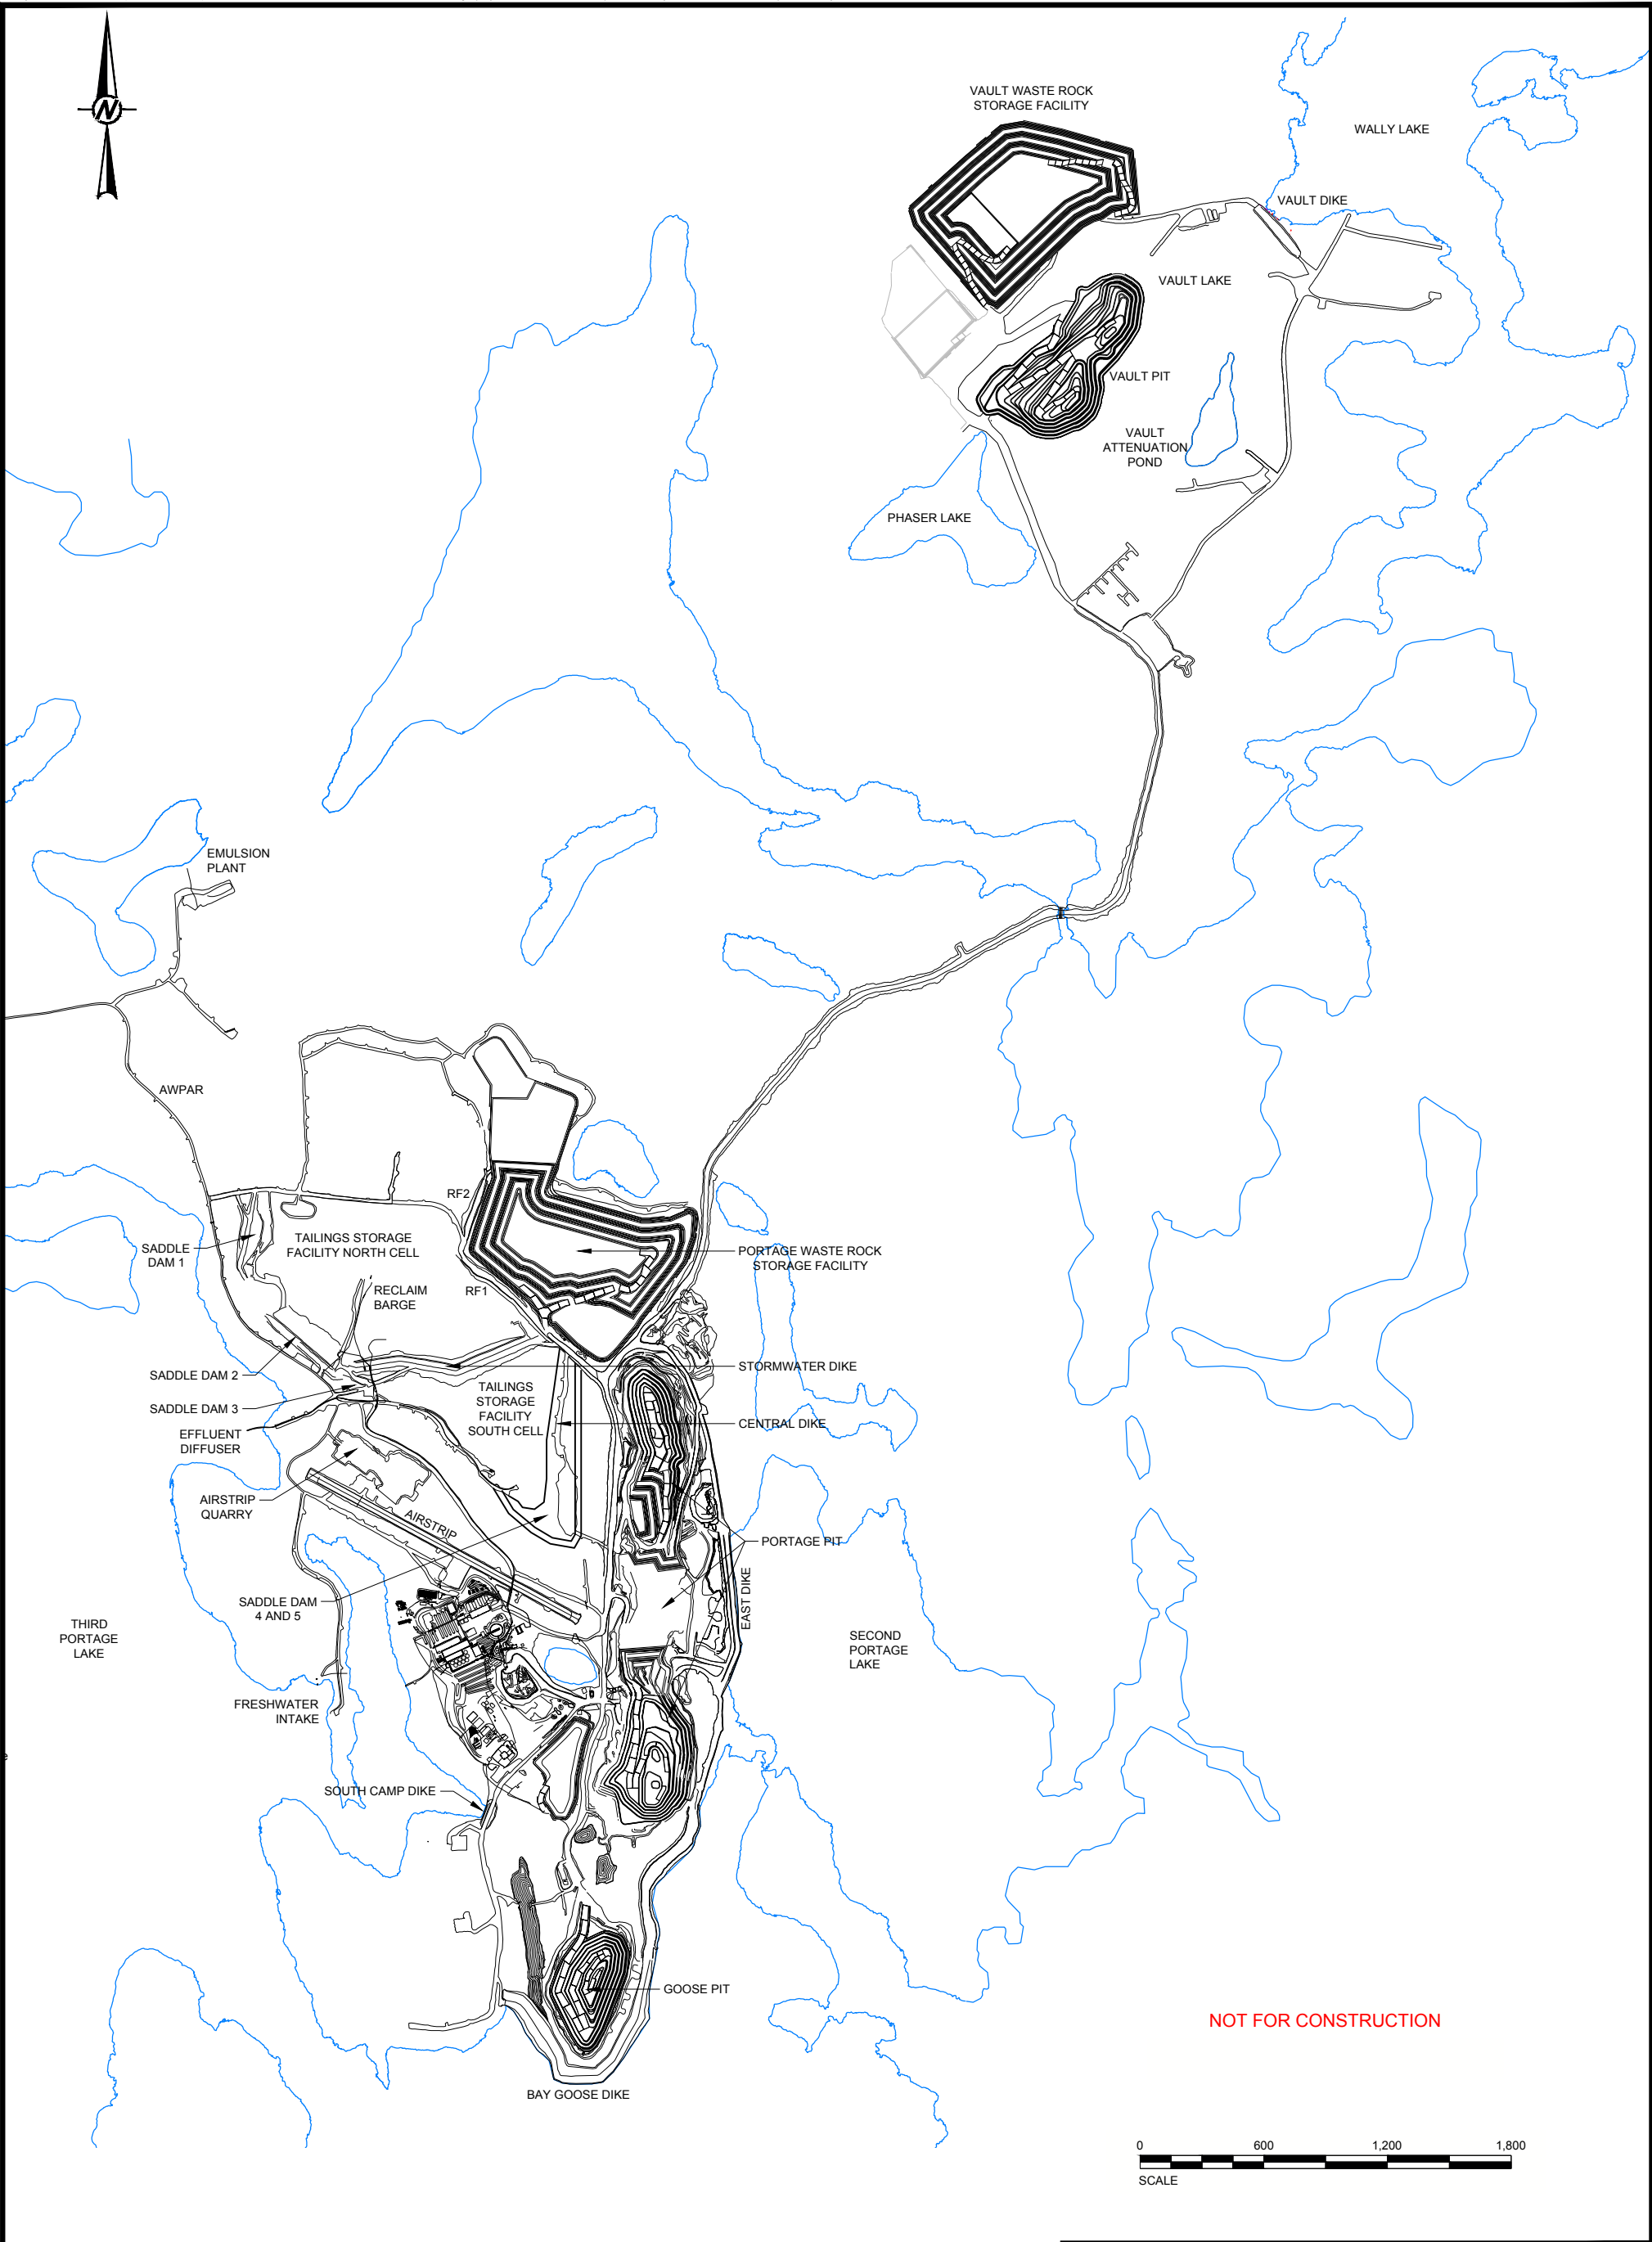 N
VAULT WASTE ROCK
STORAGE FACILITY
WALLY LAKE
VAULT DIKE
VAULT LAKE
VAULT PIT
VAULT
ATTENUATION
POND
PHASER LAKE
EMULSION
PLANT
AWPAR
RF2
SADDLE
DAM 1
TAILINGS STORAGE
FACILITY NORTH CELL
PORTAGE WASTE ROCK
STORAGE FACILITY
RECLAIM
BARGE
RF1
SADDLE DAM 2
STORMWATER DIKE
SADDLE DAM 3
TAILINGS
STORAGE
FACILITY
SOUTH CELL
CENTRAL DIKE
EFFLUENT
DIFFUSER
AIRSTRIP
QUARRY
AIRSTRIP
PORTAGE PIT
EAST DIKE
SADDLE DAM
4 AND 5
THIRD
PORTAGE
LAKE
SECOND
PORTAGE
LAKE
FRESHWATER
INTAKE
SOUTH CAMP DIKE
GOOSE PIT
BAY GOOSE DIKE
NOT FOR CONSTRUCTION
0 600 1,200 1,800
SCALE